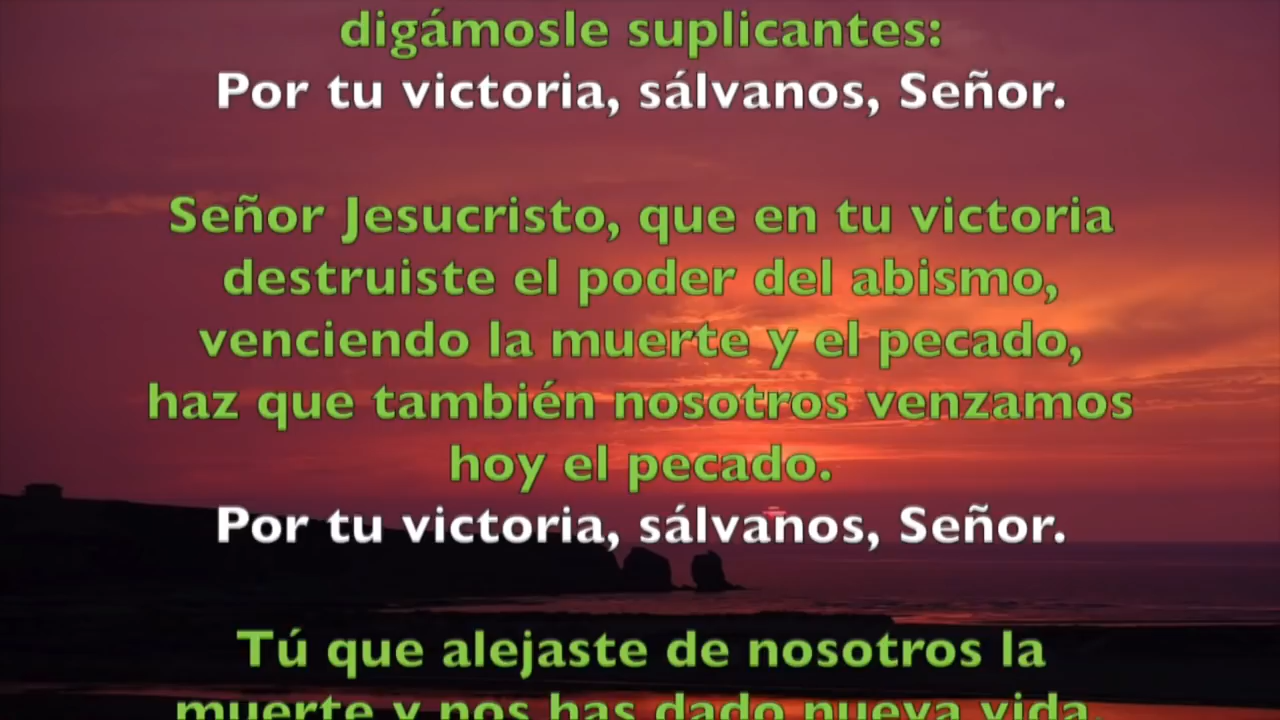 digámosle suplicantes:
Por tu victoria, sálvanos, Señor.
Señor Jesucristo, que en tu victoria
destruiste el poder del abismo,
venciendo la muerte y el pecado,
haz que también nosotros venzamos
hoy el pecado.
Por tu victoria, sálvanos, Señor.
Tú que alejaste de nosotros la
muerte y nos has dado nueva vida,